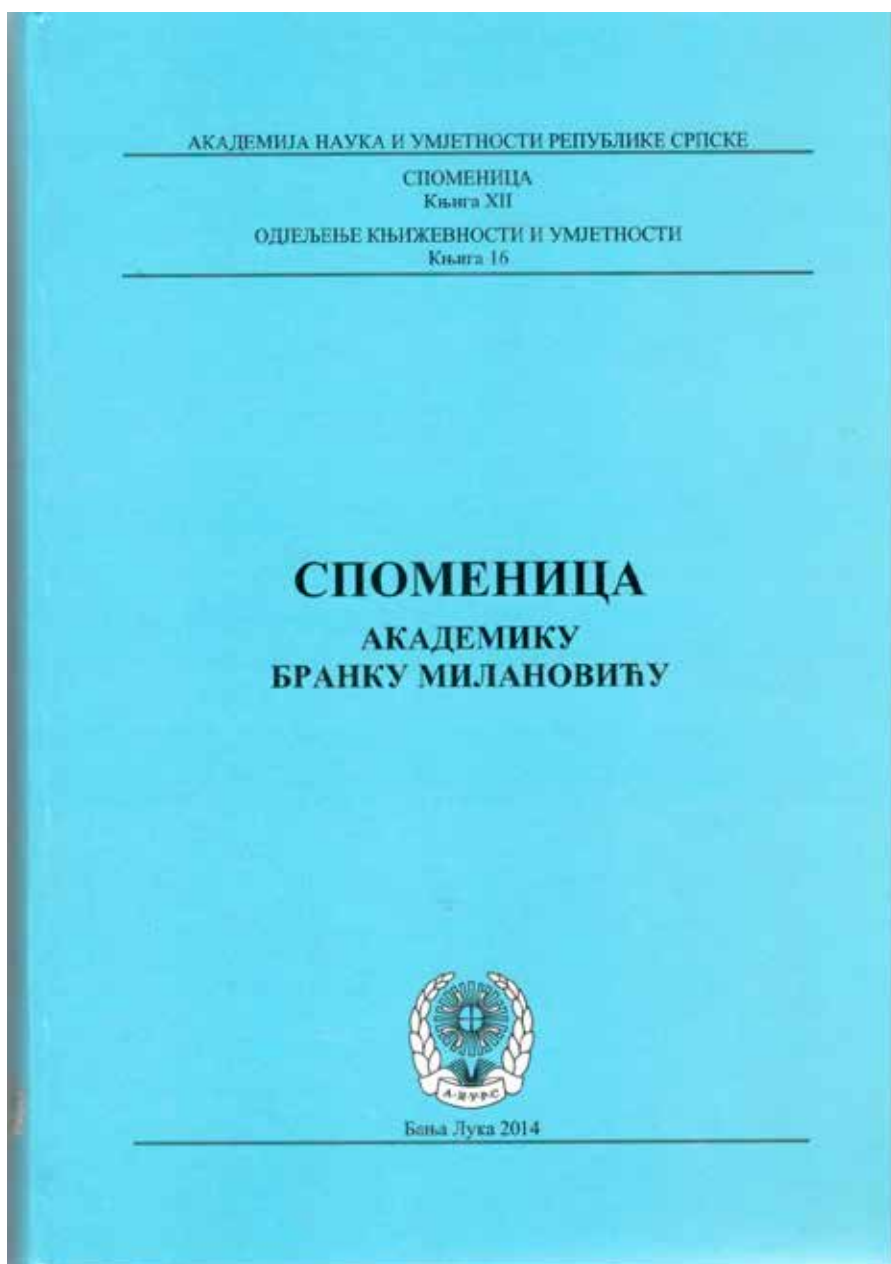 АКАДЕМИЈА НАУКА И УМЈЕТНОСТИ РЕПУБЛИКЕ СРПСКЕ
СПОМЕНИЦА
Књига XII
ОДЈЕЉЕЊЕ КЊИЖЕВНОСТИ И УМЈЕТНОСТИ
Књига 16
СПОМЕНИЦА
АКАДЕМИКУ
БРАНКУ МИЛАНОВИЋУ
А·Н·У·Р·С
Бања Лука 2014